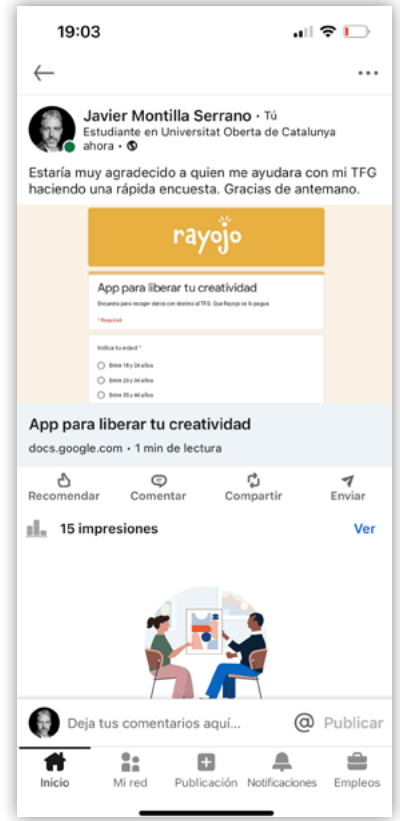 19:03
Javier Montilla Serrano · Tú
Estudiante en Universitat Oberta de Catalunya
ahora ·
Estaría muy agradecido a quien me ayudara con mi TFG
haciendo una rápida encuesta. Gracias de antemano.
rayojo
App para liberar tu creatividad
Encuesta para recoger datos con destino al TFG. Que Rayojo os lo pague.
* Required
Indica tu edad *
Entre 18 y 24 años
Entre 25 y 34 años
Entre 35 y 44 años
App para liberar tu creatividad
docs.google.com · 1 min de lectura
Recomendar Comentar Compartir Enviar
15 impresiones Ver
Deja tus comentarios aquí... @ Publicar
Inicio Mi red Publicación Notificaciones Empleos